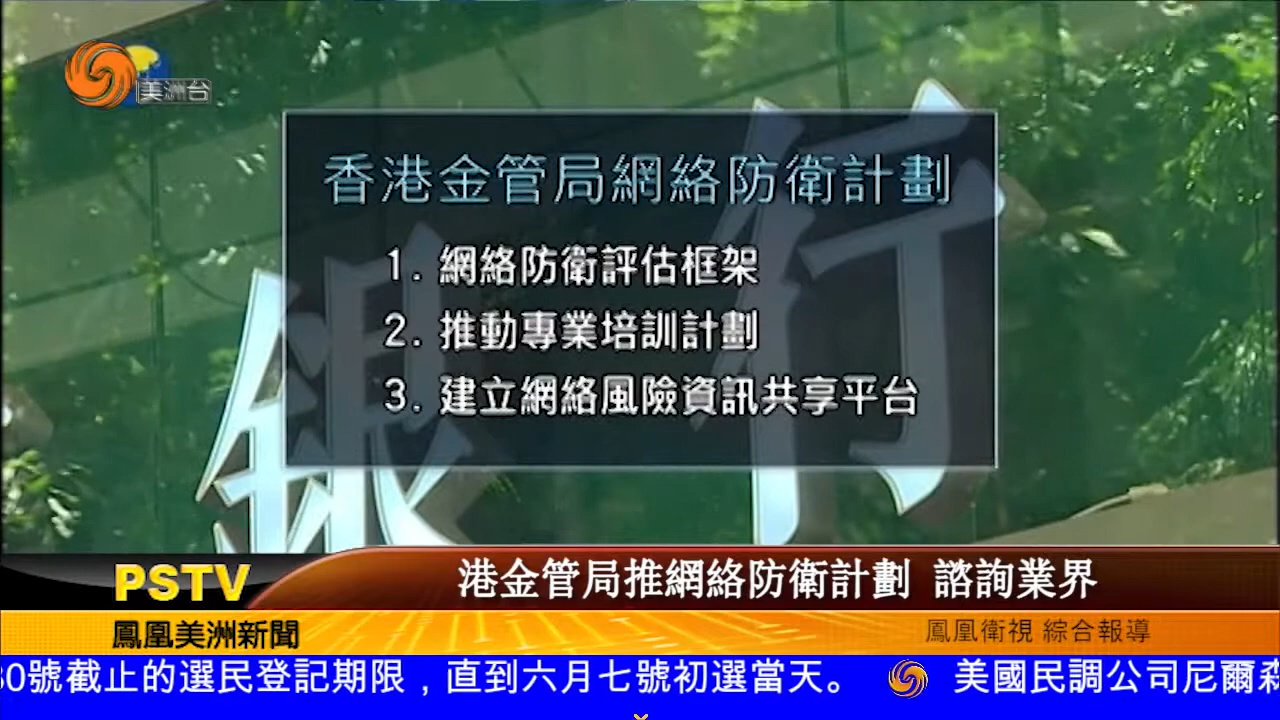 美洲台
香港金管局網絡防衛計劃
1. 網絡防衛評估框架
2. 推動專業培訓計劃
3. 建立網絡風險資訊共享平台
銀行
PSTV
港金管局推網絡防衛計劃 諮詢業界
鳳凰美洲新聞
鳳凰衛視 綜合報導
30號截止的選民登記期限，直到六月七號初選當天。 美國民調公司尼爾森